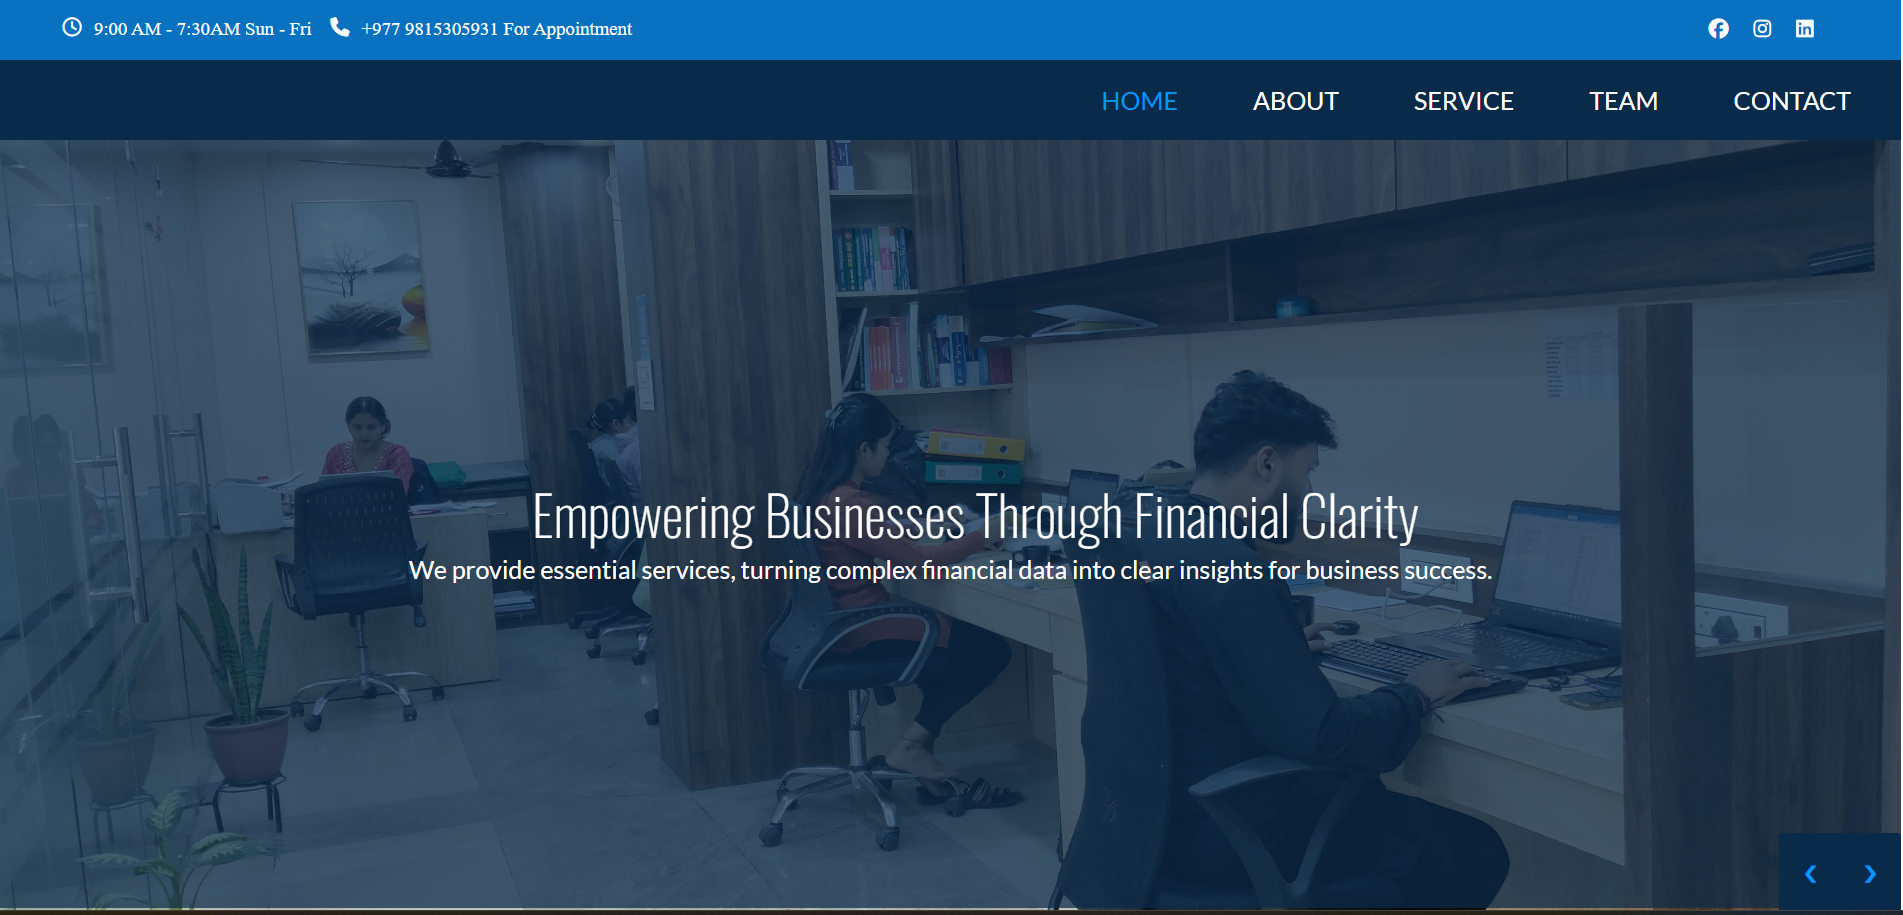 9:00 AM - 7:30AM Sun - Fri +977 9815305931 For Appointment
HOME ABOUT SERVICE TEAM CONTACT
Empowering Businesses Through Financial Clarity
We provide essential services, turning complex financial data into clear insights for business success.